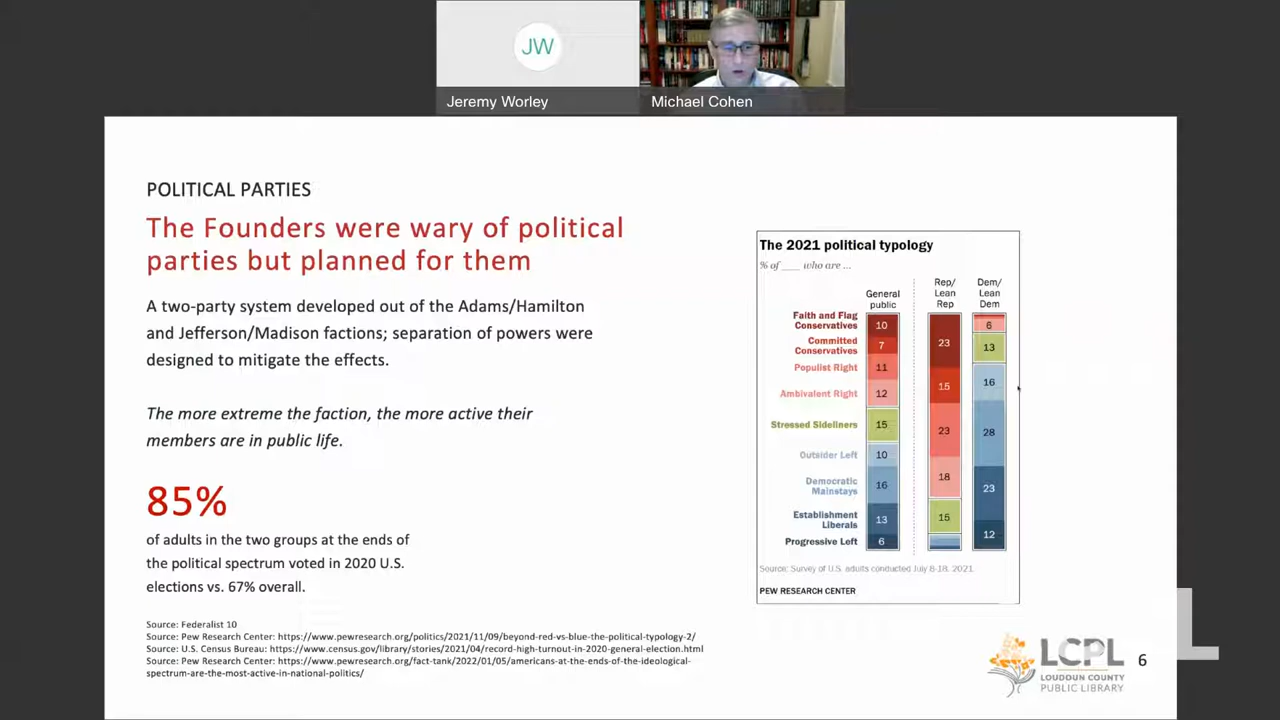 JW
Jeremy Worley
Michael Cohen
POLITICAL PARTIES
The Founders were wary of political
parties but planned for them
A two-party system developed out of the Adams/Hamilton
and Jefferson/Madison factions; separation of powers were
designed to mitigate the effects.
The more extreme the faction, the more active their
members are in public life.
85%
of adults in the two groups at the ends of
the political spectrum voted in 2020 U.S.
elections vs. 67% overall.
Source: Federalist 10
Source: Pew Research Center: https://www.pewresearch.org/politics/2021/11/09/beyond-red-vs-blue-the-political-typology-2/
Source: U.S. Census Bureau: https://www.census.gov/library/stories/2021/04/record-high-turnout-in-2020-general-election.html
Source: Pew Research Center: https://www.pewresearch.org/fact-tank/2022/01/05/americans-at-the-ends-of-the-ideological-
spectrum-are-the-most-active-in-national-politics/
The 2021 political typology
% of ___ who are ...
General
public
Rep/
Lean
Rep
Dem/
Lean
Dem
Faith and Flag
Conservatives
10
23
6
Committed
Conservatives
7
15
13
Populist Right
11
23
16
Ambivalent Right
12
18
28
Stressed Sideliners
15
15
23
Outsider Left
10
12
Democratic
Mainstays
16
Establishment
Liberals
13
Progressive Left
6
Source: Survey of U.S. adults conducted July 8-18, 2021.
PEW RESEARCH CENTER
LCPL
LOUDOUN COUNTY
PUBLIC LIBRARY
6
L